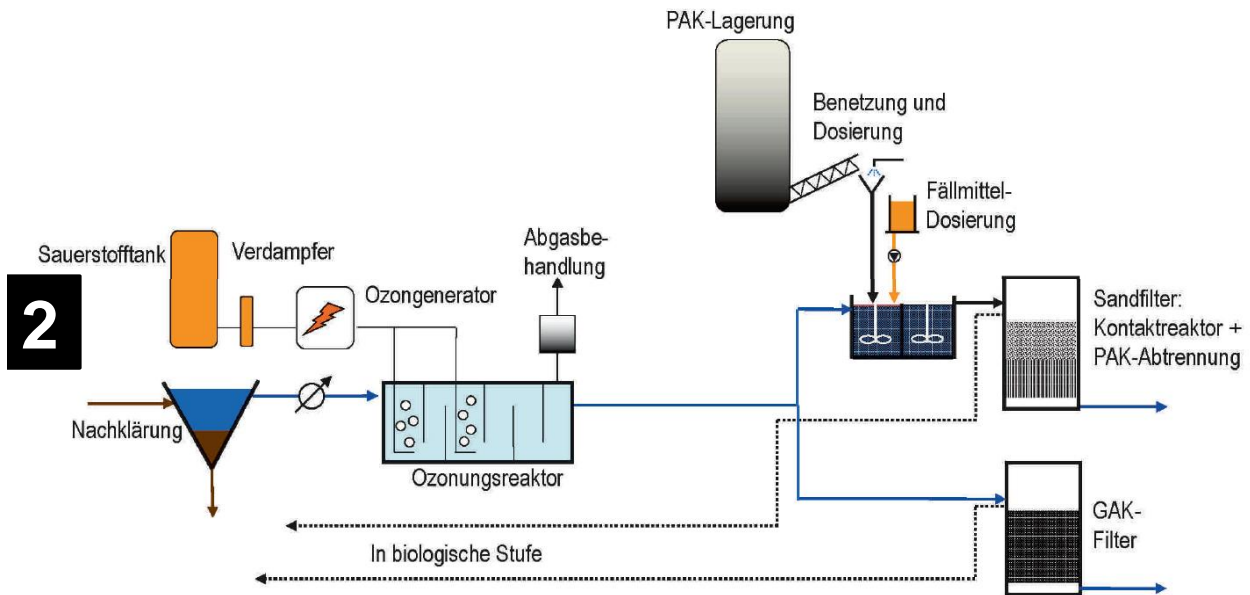 PAK-Lagerung
Benetzung und
Dosierung
Fällmittel-
Dosierung
Abgasbe-
handlung
Sauerstofftank
Verdampfer
Ozongenerator
2
Sandfilter:
Kontaktreaktor +
PAK-Abtrennung
Nachklärung
Ozonungsreaktor
In biologische Stufe
GAK-
Filter